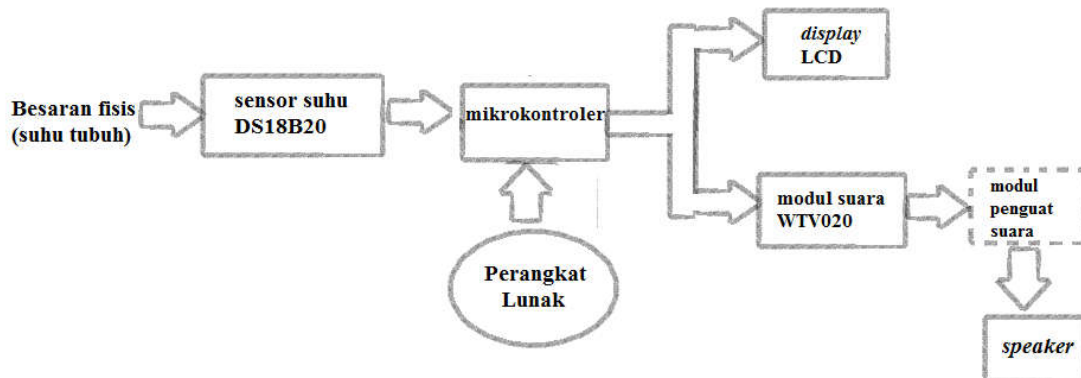 Besaran fisis
(suhu tubuh)
sensor suhu
DS18B20
mikrokontroler
Perangkat
Lunak
display
LCD
modul suara
WTV020
modul
penguat
suara
speaker